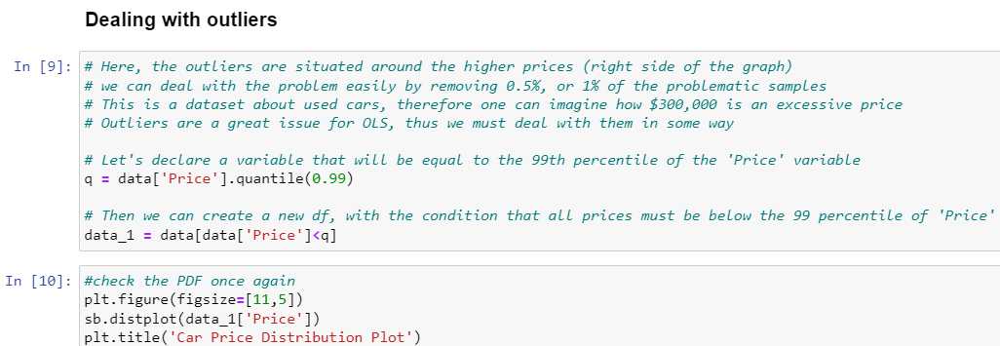 Dealing with outliers
In [9]: # Here, the outliers are situated around the higher prices (right side of the graph)
# we can deal with the problem easily by removing 0.5%, or 1% of the problematic samples
# This is a dataset about used cars, therefore one can imagine how $300,000 is an excessive price
# Outliers are a great issue for OLS, thus we must deal with them in some way
# Let's declare a variable that will be equal to the 99th percentile of the 'Price' variable
q = data['Price'].quantile(0.99)
# Then we can create a new df, with the condition that all prices must be below the 99 percentile of 'Price'
data_1 = data[data['Price']<q]
In [10]: #check the PDF once again
plt.figure(figsize=[11,5])
sb.distplot(data_1['Price'])
plt.title('Car Price Distribution Plot')